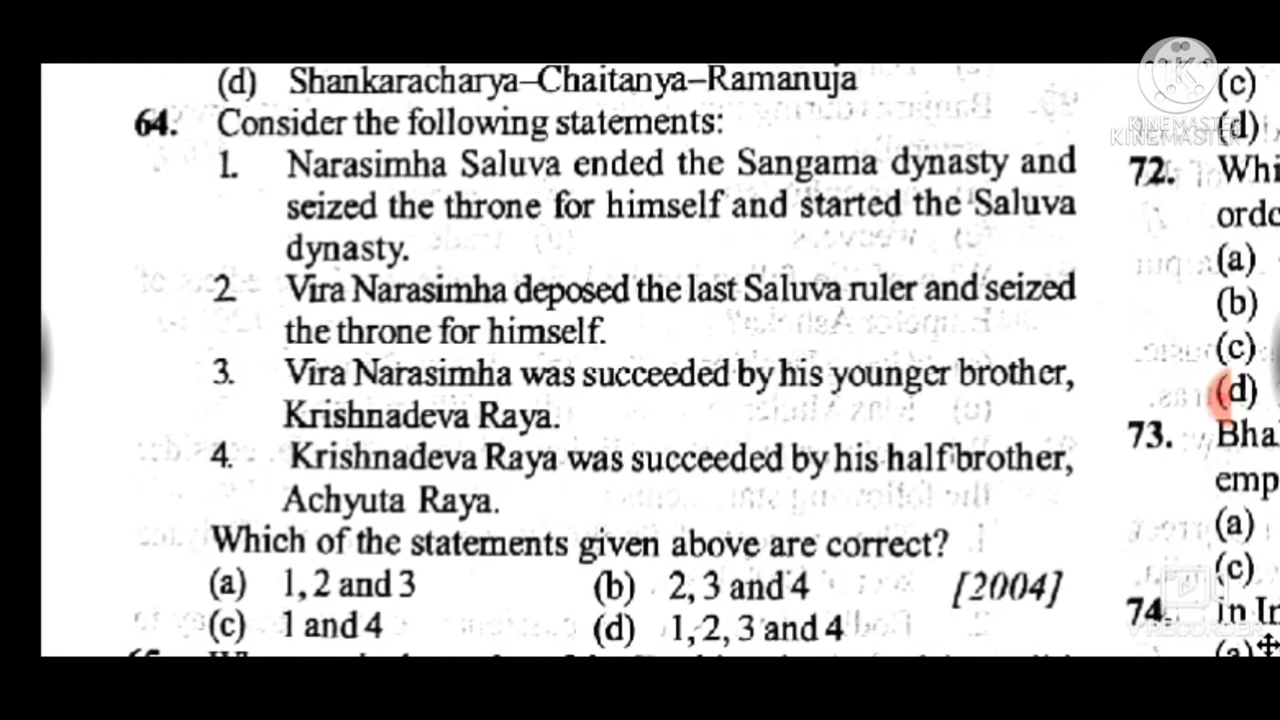 (d) Shankaracharya–Chaitanya–Ramanuja
64. Consider the following statements:
1. Narasimha Saluva ended the Sangama dynasty and
seized the throne for himself and started the Saluva
dynasty.
2 Vira Narasimha deposed the last Saluva ruler and seized
the throne for himself.
3. Vira Narasimha was succeeded by his younger brother,
Krishnadeva Raya.
4. Krishnadeva Raya was succeeded by his half brother,
Achyuta Raya.
Which of the statements given above are correct?
(a) 1, 2 and 3 (b) 2, 3 and 4 [2004]
(c) 1 and 4 (d) 1, 2, 3 and 4
(c)
(d)
72. Whi
ordc
(a)
(b)
(c)
(d)
73. Bha
emp
(a)
(c)
74. in In
(a)
KINEMASTER